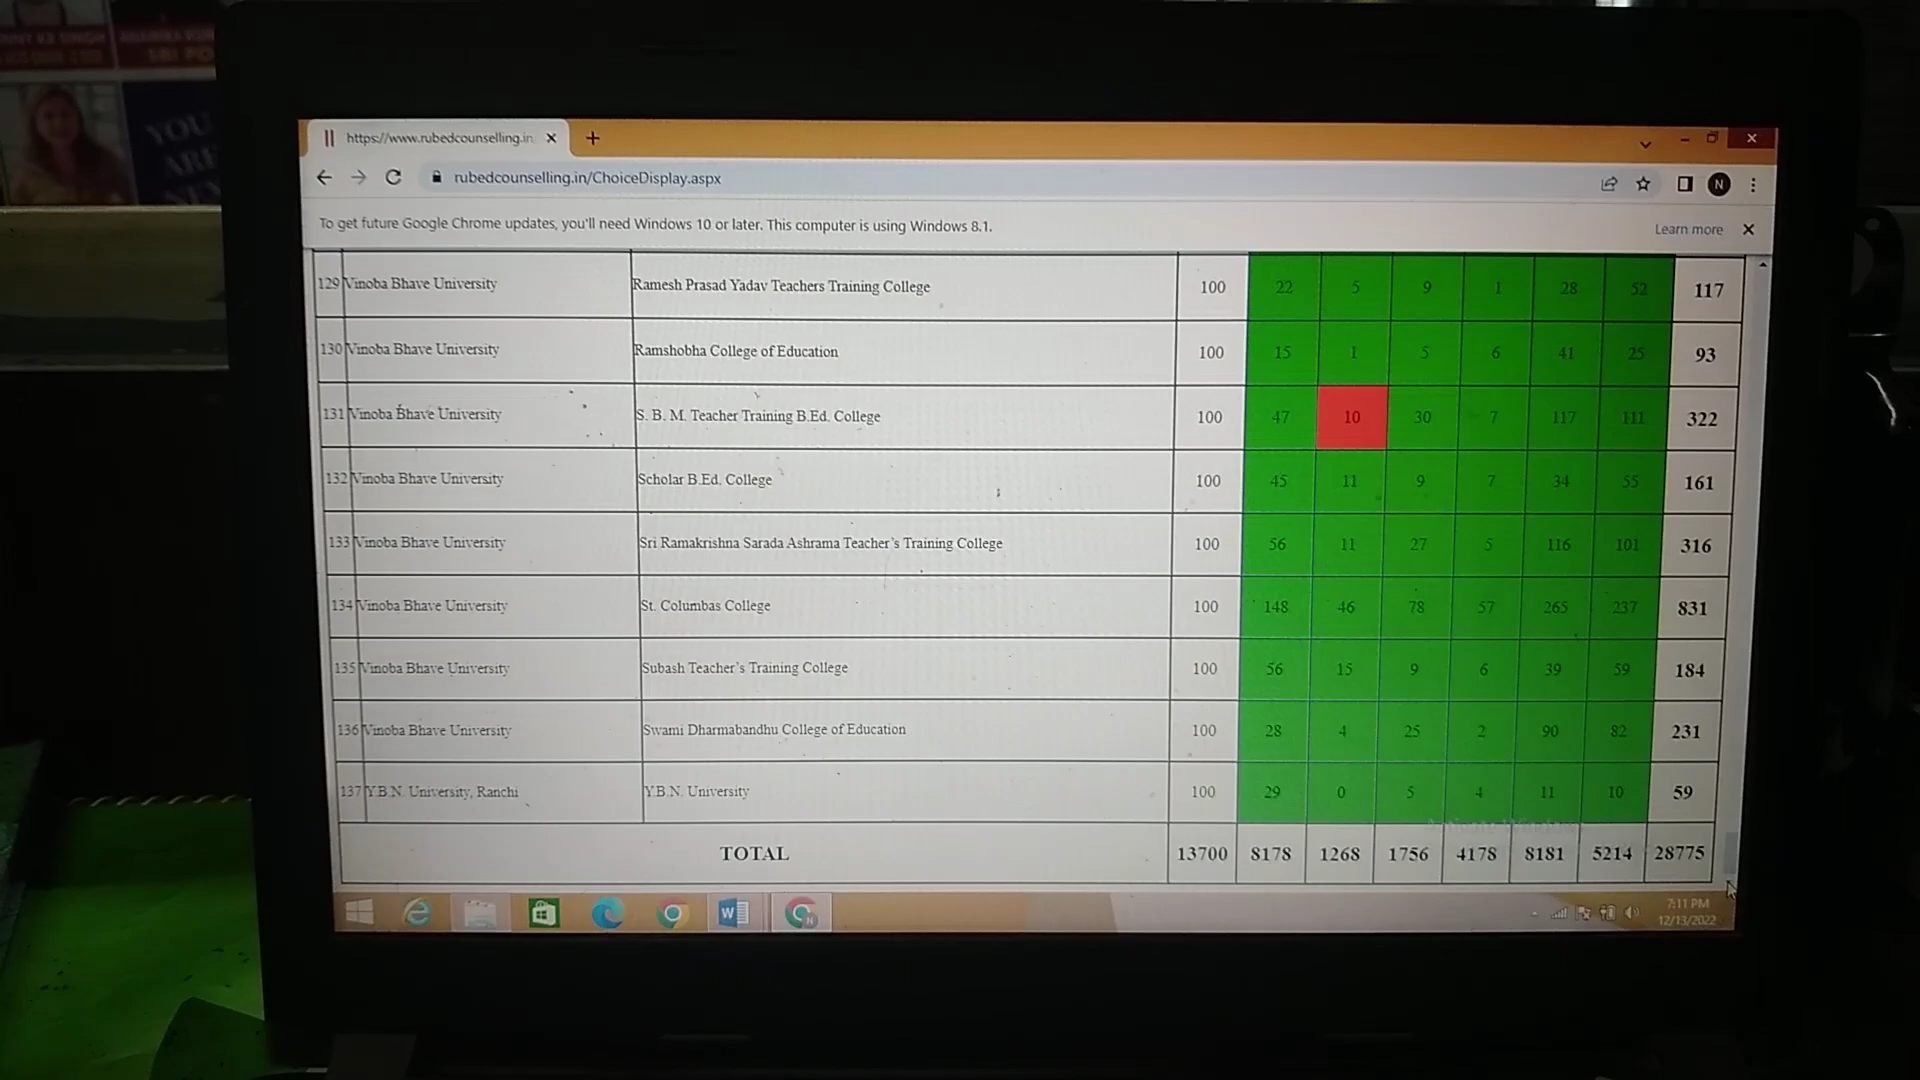 YOU
ARE
https://www.rubedcounselling.in
rubedcounselling.in/ChoiceDisplay.aspx
N
To get future Google Chrome updates, you'll need Windows 10 or later. This computer is using Windows 8.1.
Learn more
129 Vinoba Bhave University Ramesh Prasad Yadav Teachers Training College 100 22 5 9 1 28 52 117
130 Vinoba Bhave University Ramshobha College of Education 100 15 1 5 6 41 25 93
131 Vinoba Bhave University S. B. M. Teacher Training B.Ed. College 100 47 10 30 7 117 111 322
132 Vinoba Bhave University Scholar B.Ed. College 100 45 11 9 7 34 55 161
133 Vinoba Bhave University Sri Ramakrishna Sarada Ashrama Teacher's Training College 100 56 11 27 5 116 101 316
134 Vinoba Bhave University St. Columbas College 100 148 46 78 57 265 237 831
135 Vinoba Bhave University Subash Teacher's Training College 100 56 15 9 6 39 59 184
136 Vinoba Bhave University Swami Dharmabandhu College of Education 100 28 4 25 2 90 82 231
137 Y.B.N. University, Ranchi Y.B.N. University 100 29 0 5 4 11 10 59
TOTAL 13700 8178 1268 1756 4178 8181 5214 28775
7:11 PM
12/13/2022